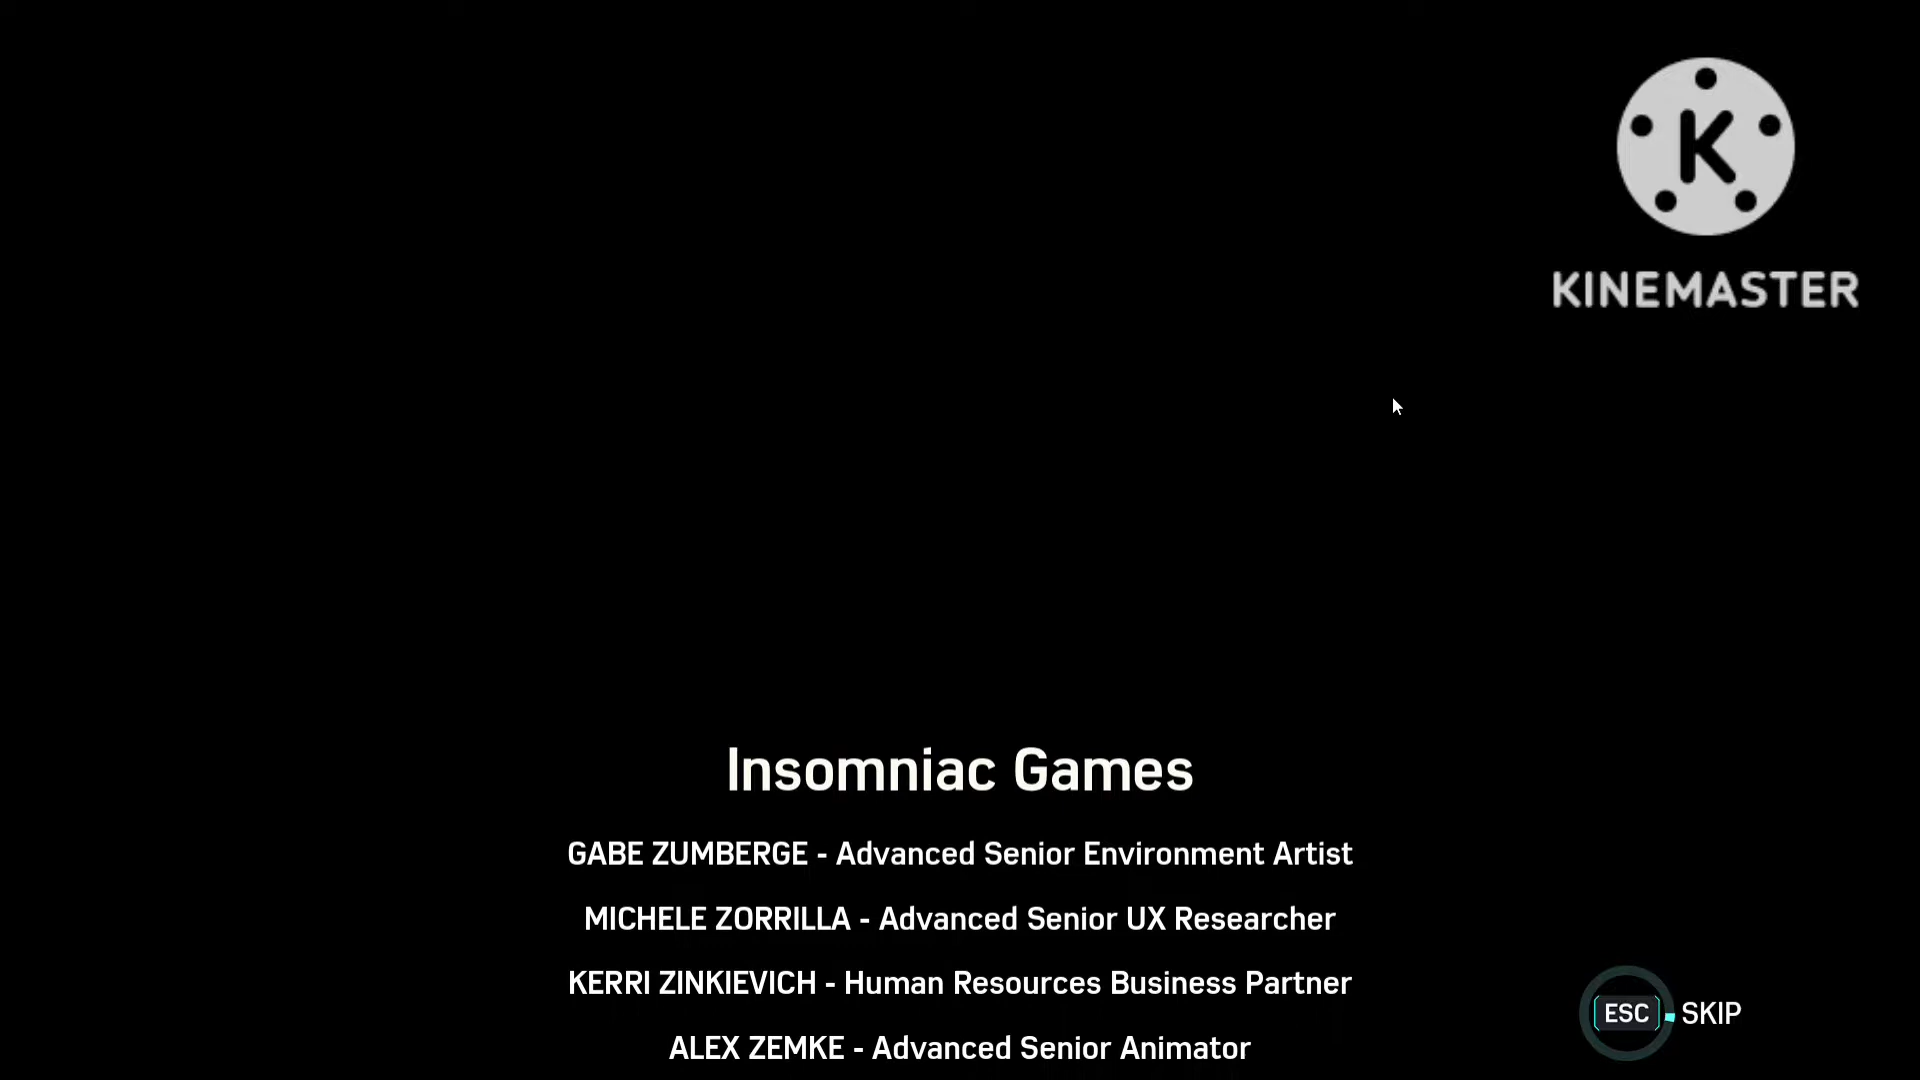 K
KINEMASTER
Insomniac Games
GABE ZUMBERGE - Advanced Senior Environment Artist
MICHELE ZORRILLA - Advanced Senior UX Researcher
KERRI ZINKIEVICH - Human Resources Business Partner
ESC SKIP
ALEX ZEMKE - Advanced Senior Animator